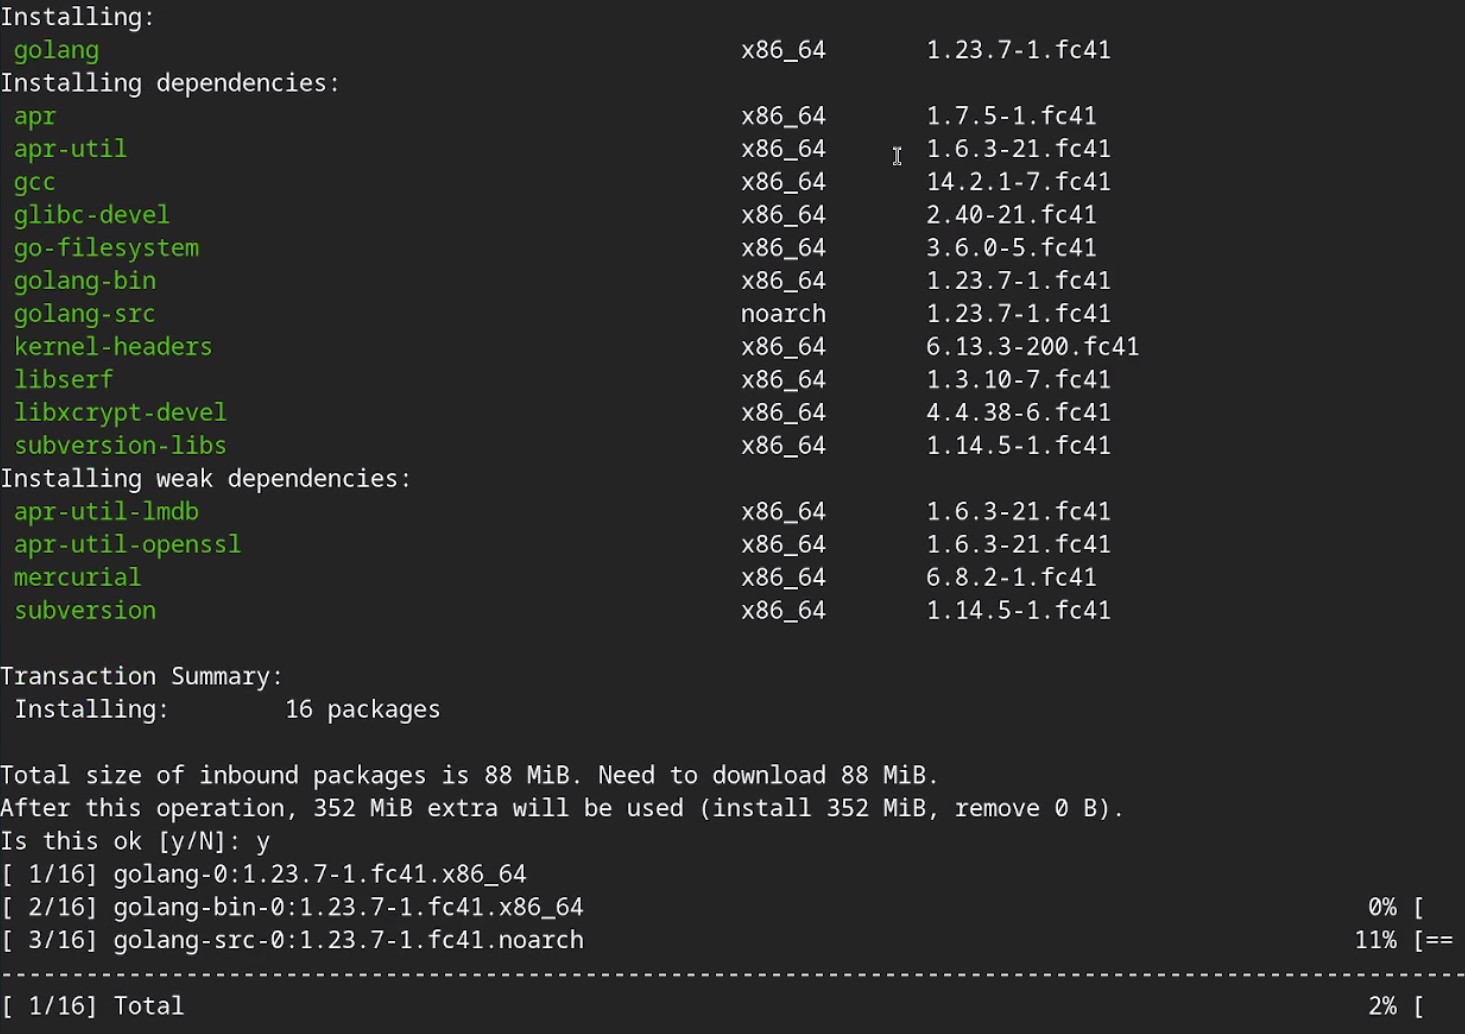 Installing:
golang x86_64 1.23.7-1.fc41
Installing dependencies:
apr x86_64 1.7.5-1.fc41
apr-util x86_64 1.6.3-21.fc41
gcc x86_64 14.2.1-7.fc41
glibc-devel x86_64 2.40-21.fc41
go-filesystem x86_64 3.6.0-5.fc41
golang-bin x86_64 1.23.7-1.fc41
golang-src noarch 1.23.7-1.fc41
kernel-headers x86_64 6.13.3-200.fc41
libserf x86_64 1.3.10-7.fc41
libxcrypt-devel x86_64 4.4.38-6.fc41
subversion-libs x86_64 1.14.5-1.fc41
Installing weak dependencies:
apr-util-lmdb x86_64 1.6.3-21.fc41
apr-util-openssl x86_64 1.6.3-21.fc41
mercurial x86_64 6.8.2-1.fc41
subversion x86_64 1.14.5-1.fc41
Transaction Summary:
Installing: 16 packages
Total size of inbound packages is 88 MiB. Need to download 88 MiB.
After this operation, 352 MiB extra will be used (install 352 MiB, remove 0 B).
Is this ok [y/N]: y
[ 1/16] golang-0:1.23.7-1.fc41.x86_64
[ 2/16] golang-bin-0:1.23.7-1.fc41.x86_64 0% [
[ 3/16] golang-src-0:1.23.7-1.fc41.noarch 11% [==
--------------------------------------------------------------------------------------------------------
[ 1/16] Total 2% [